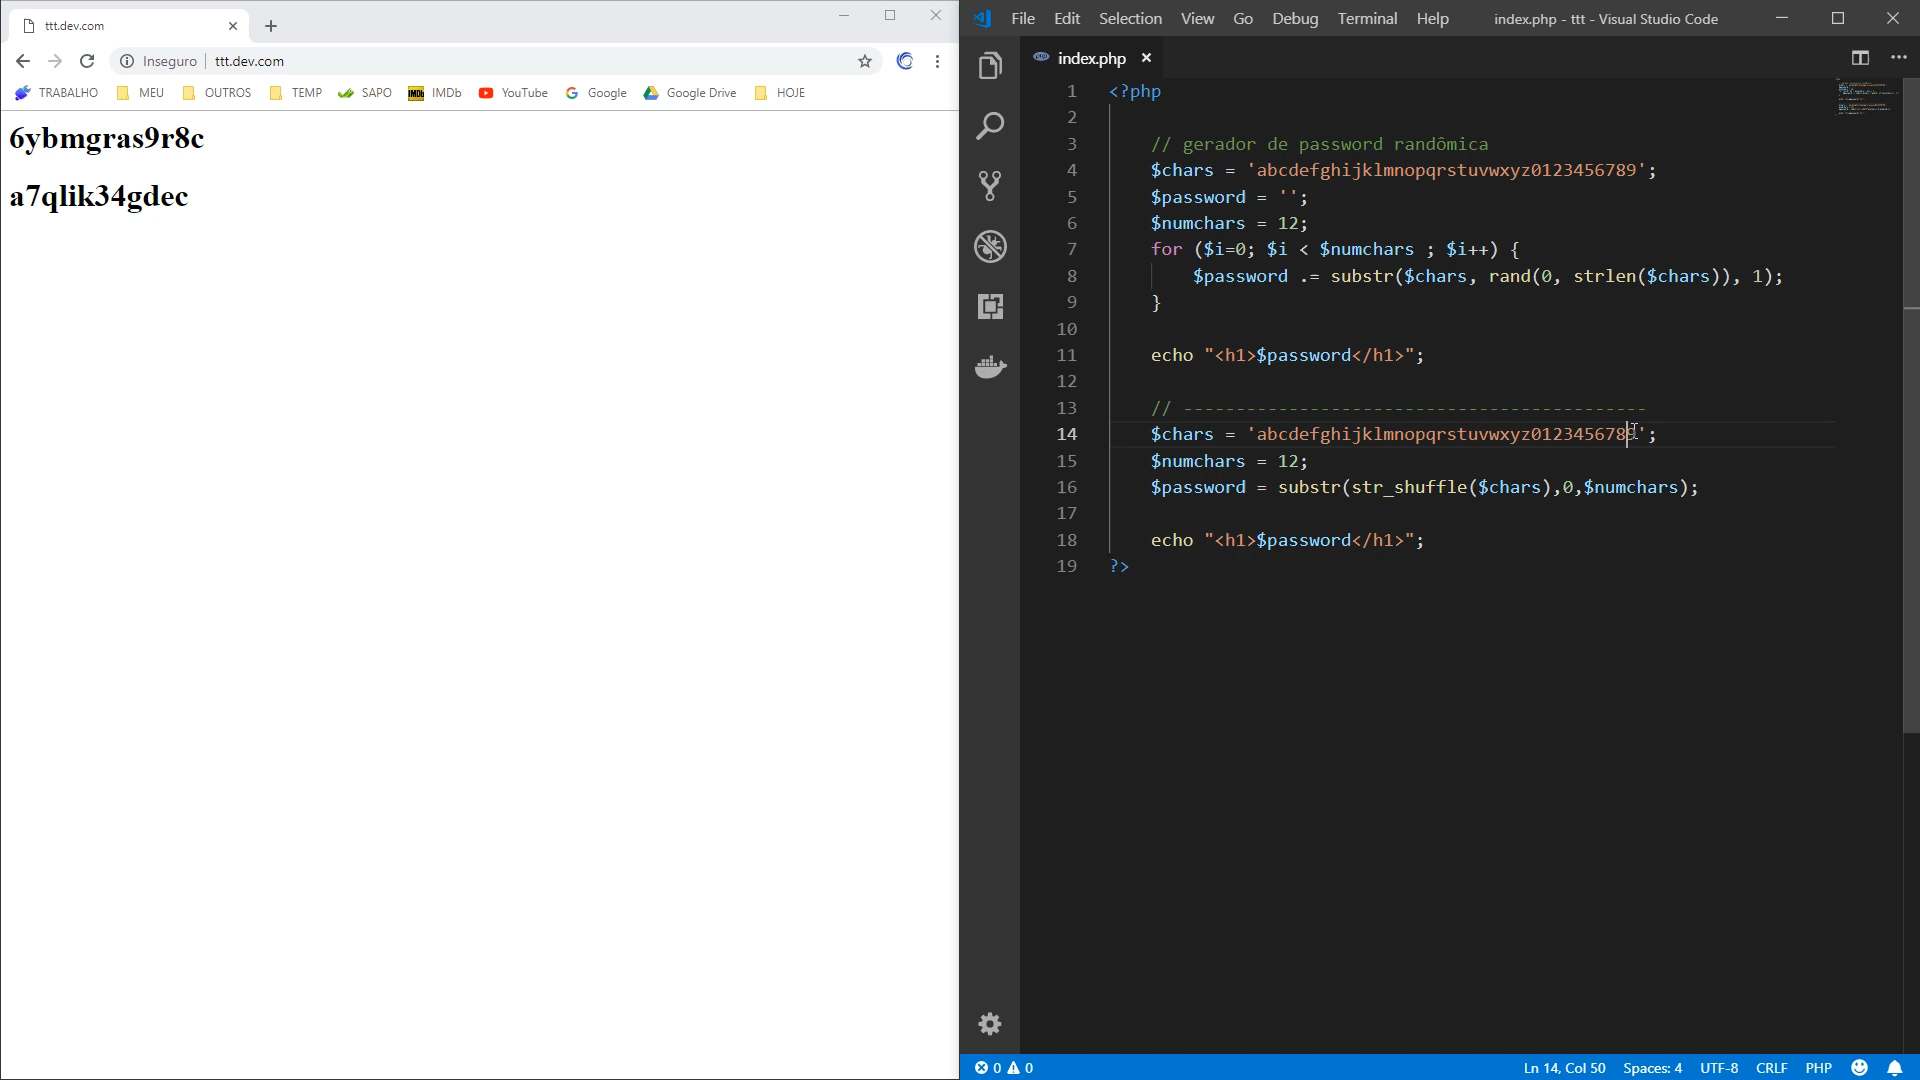 ttt.dev.com
Inseguro ttt.dev.com
TRABALHO MEU OUTROS TEMP SAPO IMDb IMDb YouTube Google Google Drive HOJE
6ybmgras9r8c
a7qlik34gdec
File Edit Selection View Go Debug Terminal Help index.php - ttt - Visual Studio Code
index.php
1 <?php
2
3 // gerador de password randômica
4 $chars = 'abcdefghijklmnopqrstuvwxyz0123456789';
5 $password = '';
6 $numchars = 12;
7 for ($i=0; $i < $numchars ; $i++) {
8 $password .= substr($chars, rand(0, strlen($chars)), 1);
9 }
10
11 echo "<h1>$password</h1>";
12
13 // --------------------------------------------
14 $chars = 'abcdefghijklmnopqrstuvwxyz0123456789';
15 $numchars = 12;
16 $password = substr(str_shuffle($chars),0,$numchars);
17
18 echo "<h1>$password</h1>";
19 ?>
0 0 Ln 14, Col 50 Spaces: 4 UTF-8 CRLF PHP